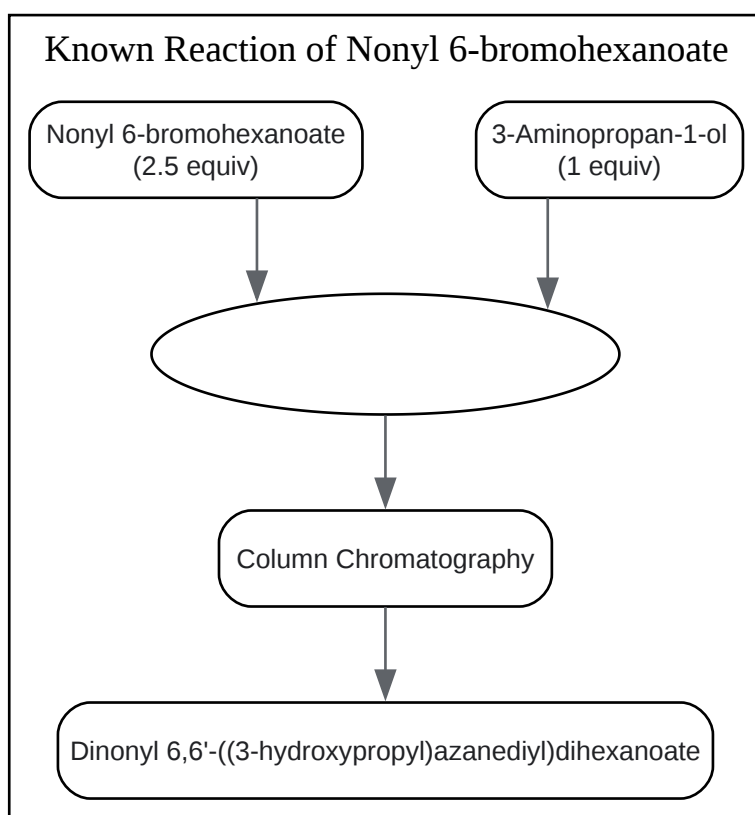 Known Reaction of Nonyl 6-bromohexanoate
Nonyl 6-bromohexanoate
(2.5 equiv)
3-Aminopropan-1-ol
(1 equiv)
Column Chromatography
Dinonyl 6,6'-((3-hydroxypropyl)azanediyl)dihexanoate